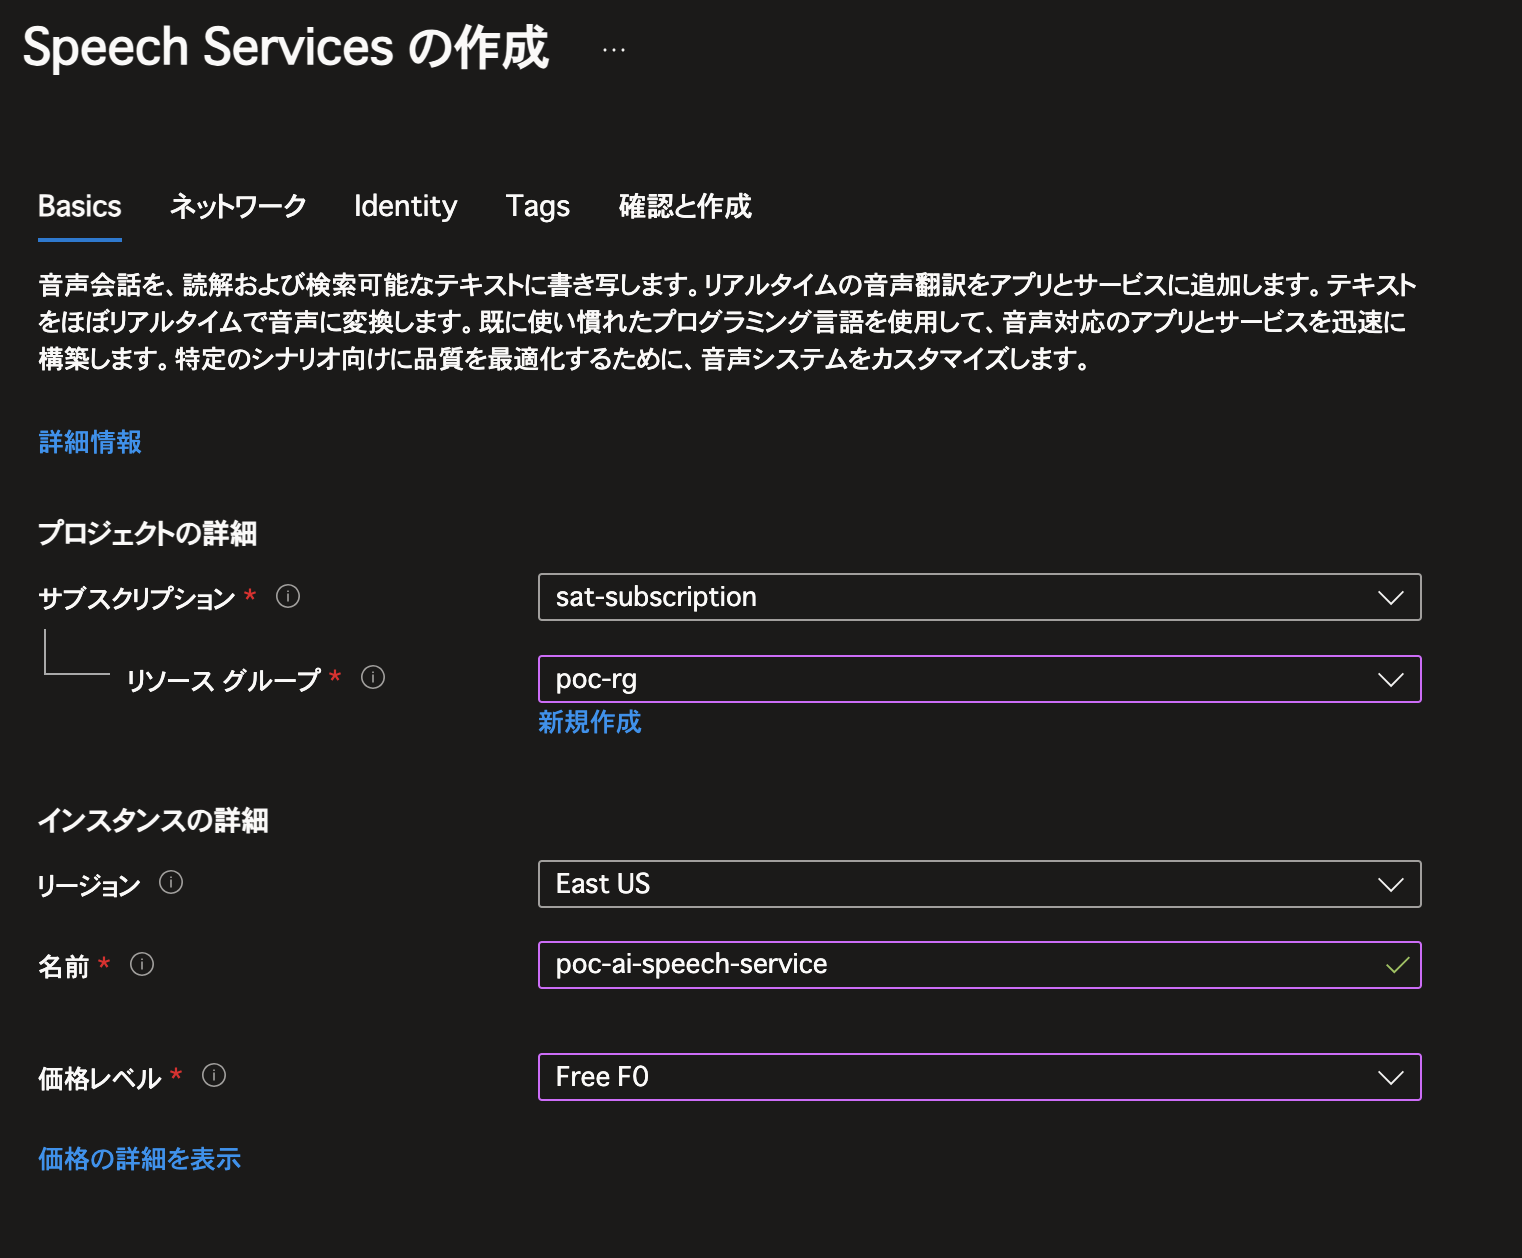 Speech Services の作成 ...
Basics ネットワーク Identity Tags 確認と作成
音声会話を、読解および検索可能なテキストに書き写します。リアルタイムの音声翻訳をアプリとサービスに追加します。テキスト
をほぼリアルタイムで音声に変換します。既に使い慣れたプログラミング言語を使用して、音声対応のアプリとサービスを迅速に
構築します。特定のシナリオ向けに品質を最適化するために、音声システムをカスタマイズします。
詳細情報
プロジェクトの詳細
サブスクリプション * sat-subscription
リソース グループ * poc-rg
新規作成
インスタンスの詳細
リージョン East US
名前 * poc-ai-speech-service
価格レベル * Free F0
価格の詳細を表示